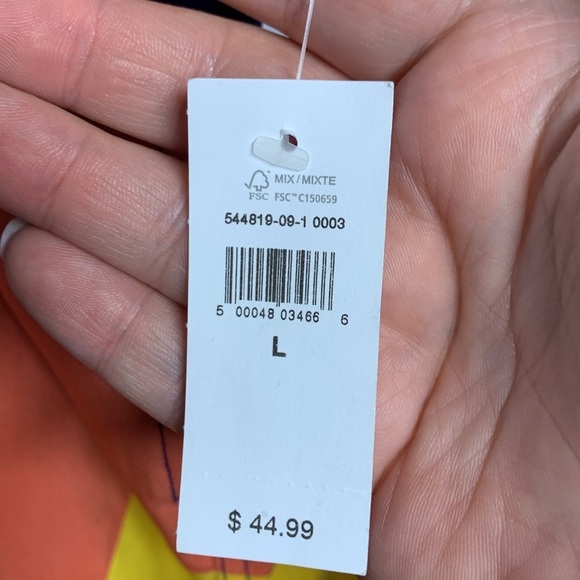 MIX / MIXTE
FSC FSC™ C150659
544819-09-1 0003
5 00048 03466 6
L
$ 44.99